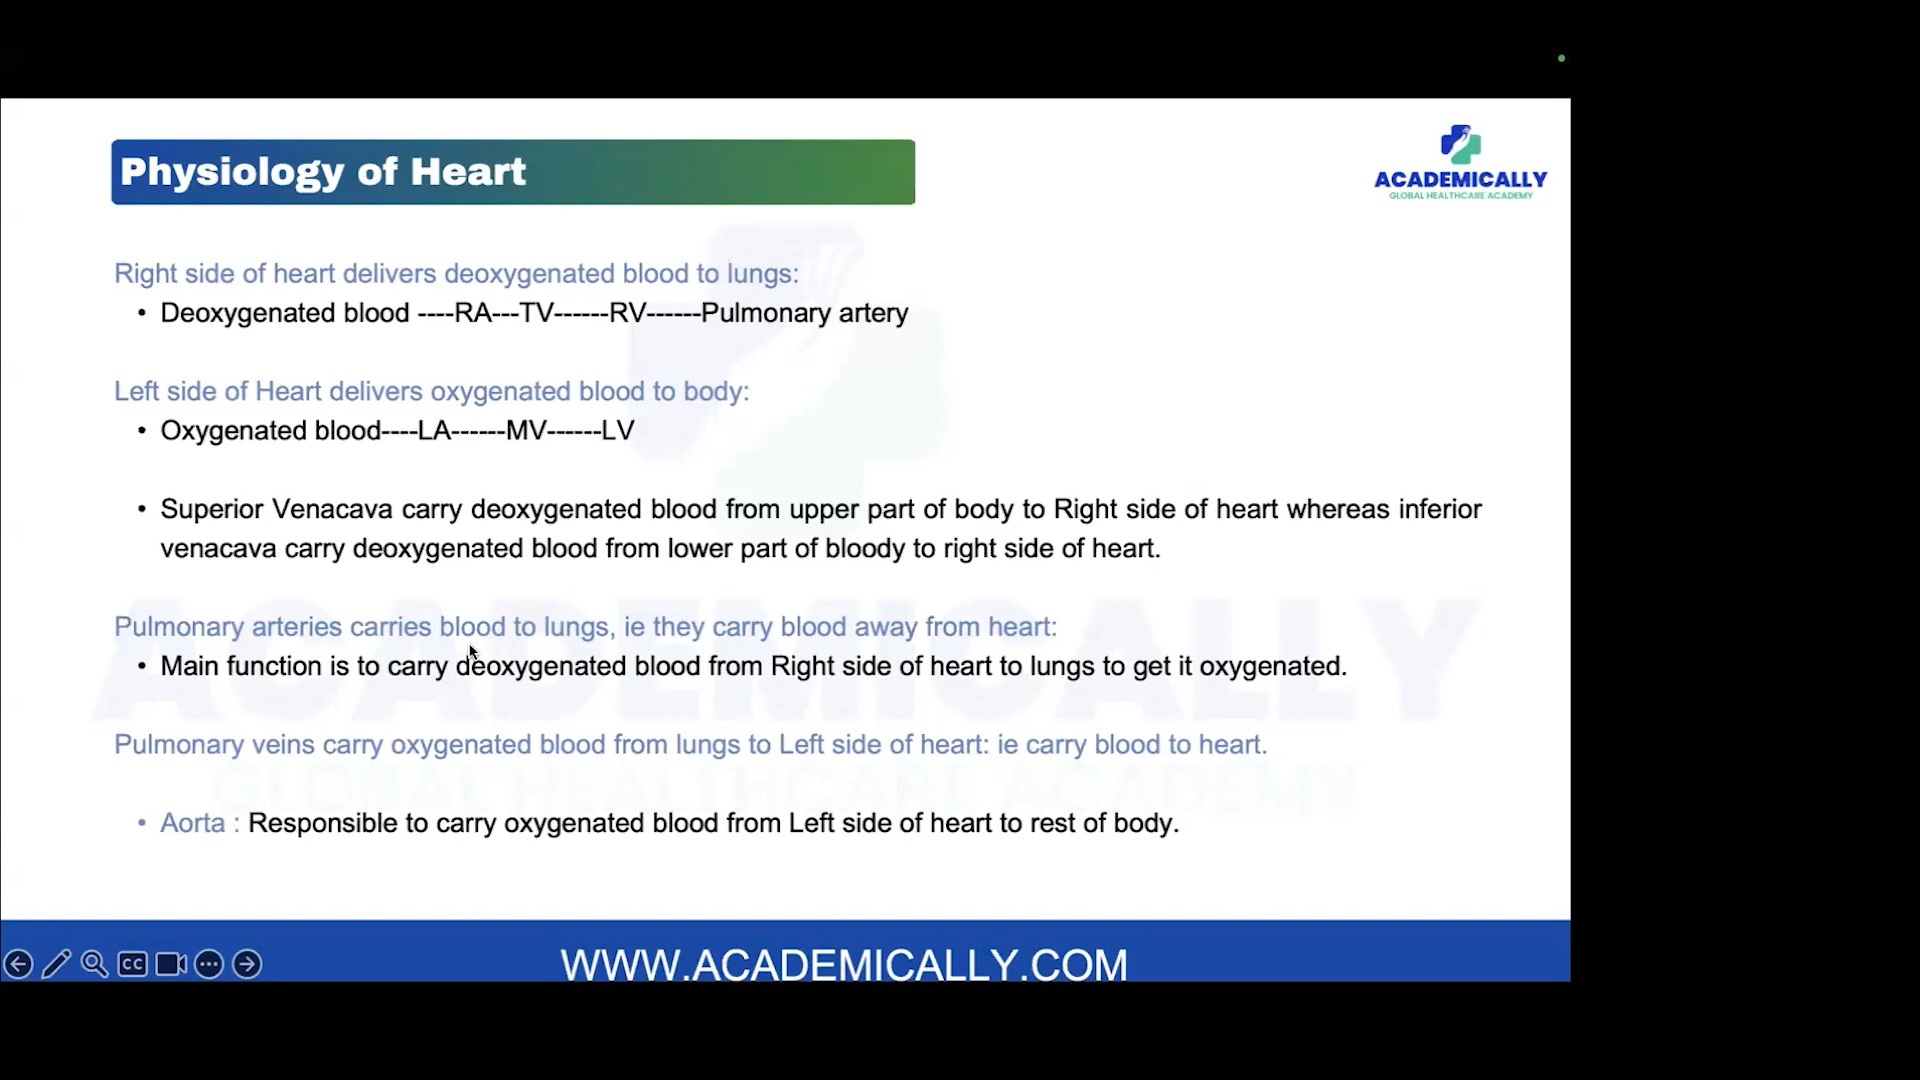 Physiology of Heart
ACADEMICALLY
GLOBAL HEALTHCARE ACADEMY
Right side of heart delivers deoxygenated blood to lungs:
• Deoxygenated blood ----RA---TV------RV------Pulmonary artery
Left side of Heart delivers oxygenated blood to body:
• Oxygenated blood----LA------MV------LV
• Superior Venacava carry deoxygenated blood from upper part of body to Right side of heart whereas inferior
venacava carry deoxygenated blood from lower part of bloody to right side of heart.
Pulmonary arteries carries blood to lungs, ie they carry blood away from heart:
• Main function is to carry deoxygenated blood from Right side of heart to lungs to get it oxygenated.
Pulmonary veins carry oxygenated blood from lungs to Left side of heart: ie carry blood to heart.
• Aorta : Responsible to carry oxygenated blood from Left side of heart to rest of body.
ACADEMICALLY
GLOBAL HEALTHCARE ACADEMY
CC
WWW.ACADEMICALLY.COM